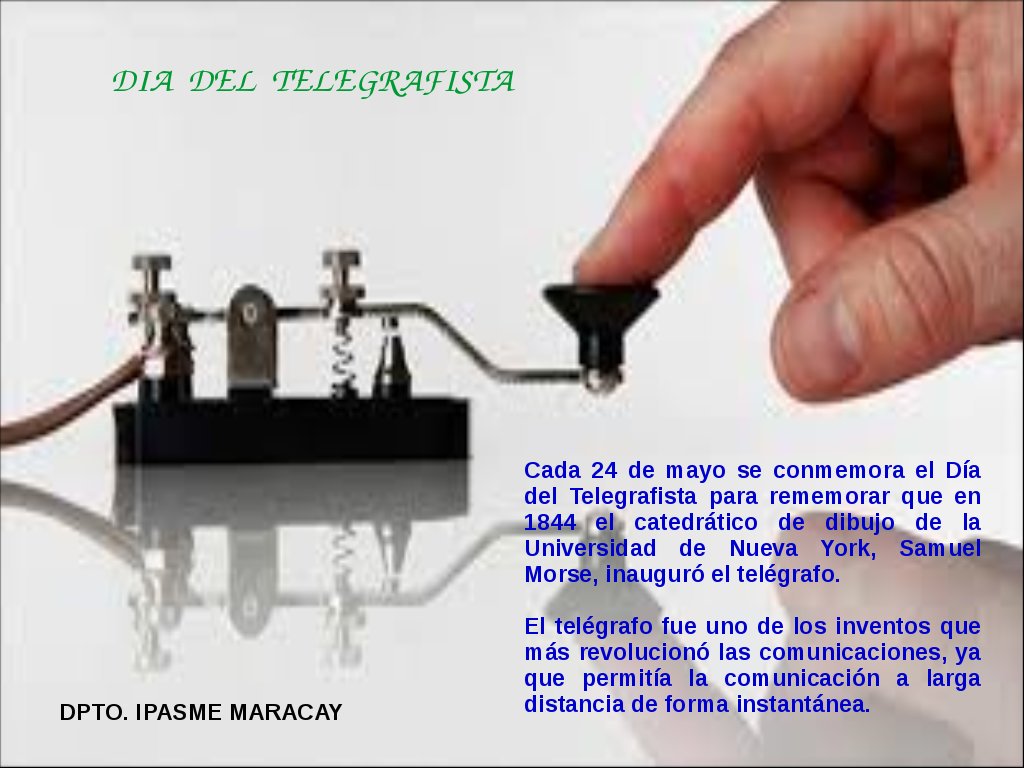 DIA DEL TELEGRAFISTA
Cada 24 de mayo se conmemora el Día
del Telegrafista para rememorar que en
1844 el catedrático de dibujo de la
Universidad de Nueva York, Samuel
Morse, inauguró el telégrafo.
El telégrafo fue uno de los inventos que
más revolucionó las comunicaciones, ya
que permitía la comunicación a larga
distancia de forma instantánea.
DPTO. IPASME MARACAY